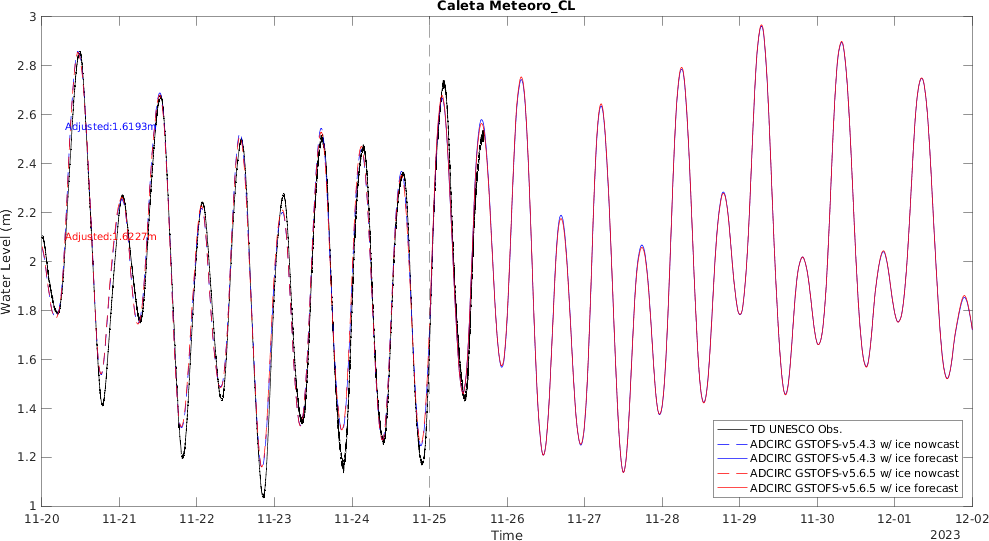 Caleta Meteoro_CL
3
2.8
2.6
2.4
2.2
2
1.8
1.6
1.4
1.2
1
Water Level (m)
Adjusted:1.6193m
Adjusted:1.6227m
TD UNESCO Obs.
ADCIRC GSTOFS-v5.4.3 w/ ice nowcast
ADCIRC GSTOFS-v5.4.3 w/ ice forecast
ADCIRC GSTOFS-v5.6.5 w/ ice nowcast
ADCIRC GSTOFS-v5.6.5 w/ ice forecast
11-20 11-21 11-22 11-23 11-24 11-25 11-26 11-27 11-28 11-29 11-30 12-01 12-02
Time
2023